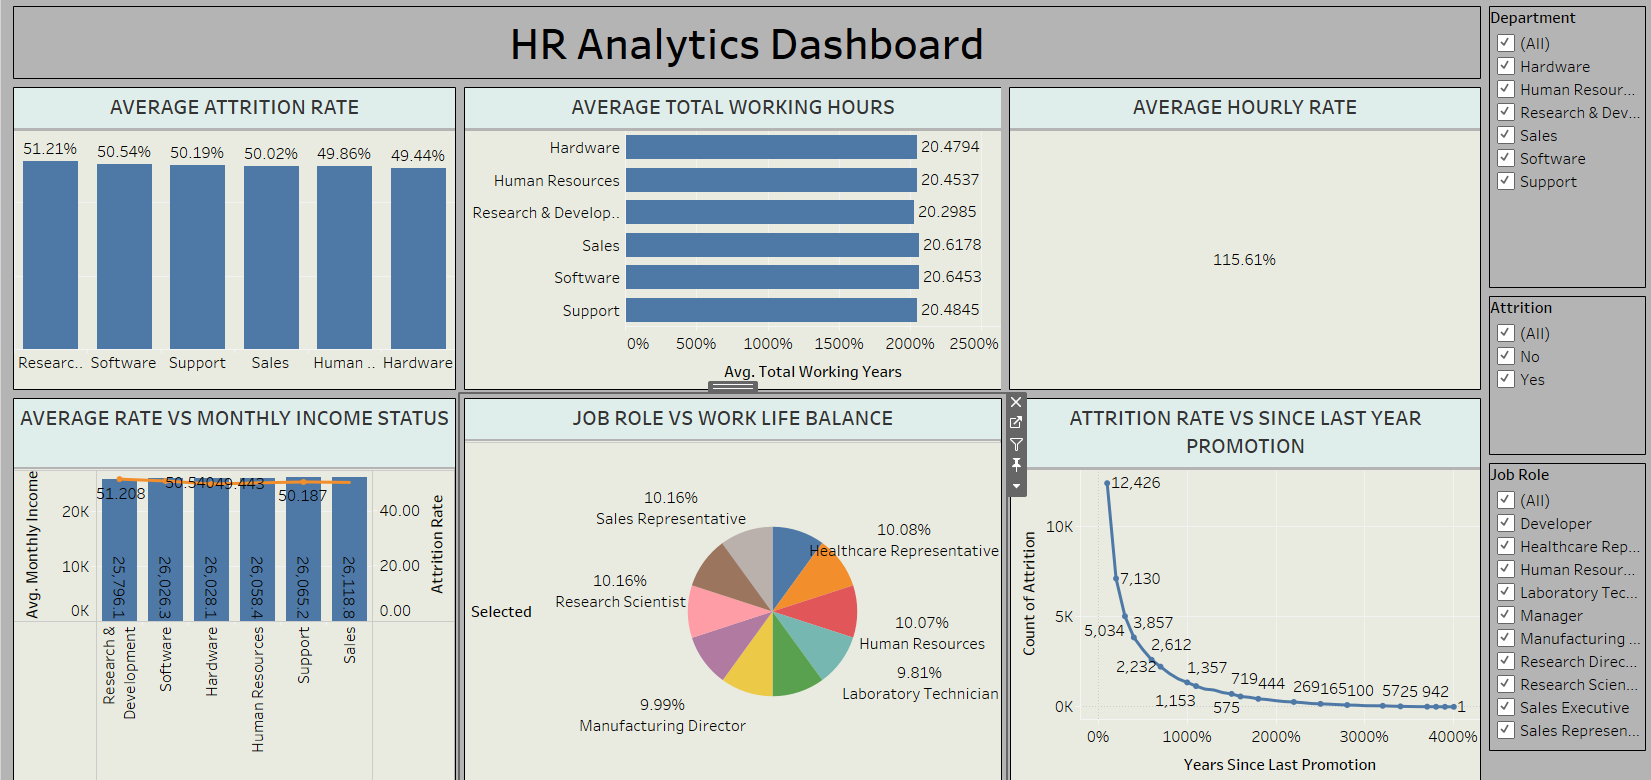 HR Analytics Dashboard
AVERAGE ATTRITION RATE
51.21% 50.54% 50.19% 50.02% 49.86% 49.44%
Researc.. Software Support Sales Human .. Hardware
AVERAGE TOTAL WORKING HOURS
Hardware 20.4794
Human Resources 20.4537
Research & Develop.. 20.2985
Sales 20.6178
Software 20.6453
Support 20.4845
0% 500% 1000% 1500% 2000% 2500%
Avg. Total Working Years
AVERAGE HOURLY RATE
115.61%
AVERAGE RATE VS MONTHLY INCOME STATUS
Avg. Monthly Income
20K
10K
0K
51.208 50.540 49.443 50.187
25,796.1 26,026.3 26,028.1 26,058.4 26,065.2 26,118.8
40.00
20.00
0.00
Attrition Rate
Research &
Development
Software
Hardware
Human Resources
Support
Sales
JOB ROLE VS WORK LIFE BALANCE
Selected
10.16%
Sales Representative
10.08%
Healthcare Representative
10.16%
Research Scientist
10.07%
Human Resources
9.81%
Laboratory Technician
9.99%
Manufacturing Director
ATTRITION RATE VS SINCE LAST YEAR
PROMOTION
Count of Attrition
10K
5K
0K
12,426
7,130
5,034
3,857
2,612
2,232
1,357
1,153
719
575
444
269
165
100
57
25
9
42
1
0% 1000% 2000% 3000% 4000%
Years Since Last Promotion
Department
(All)
Hardware
Human Resour...
Research & Dev...
Sales
Software
Support
Attrition
(All)
No
Yes
Job Role
(All)
Developer
Healthcare Rep...
Human Resour...
Laboratory Tec...
Manager
Manufacturing ...
Research Direc...
Research Scien...
Sales Executive
Sales Represen...